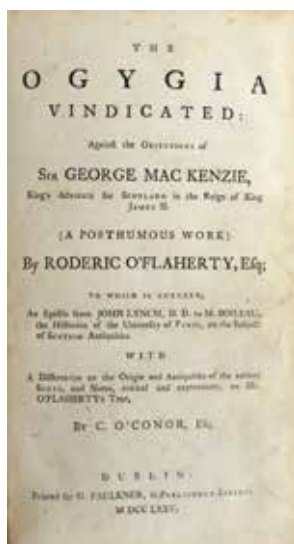 THE
OGYGIA
VINDICATED:
Against the OBJECTIONS of
SIR GEORGE MAC KENZIE,
King's Advocate for SCOTLAND in the Reign of King
JAMES II.
(A POSTHUMOUS WORK)
By RODERIC O'FLAHERTY, Esq;
TO WHICH IS ANNEXED,
An Epistle from JOHN LYNCH, D. D. to M. BOILEAU,
the Historian of the University of PARIS, on the Subject
of SCOTTISH Antiquities
WITH
A Dissertation on the Origin and Antiquities of the antient
SCOTS, and Notes, critical and explanatory, on Mr.
O'FLAHERTY's Text,
By C. O'CONOR, Esq;
DUBLIN:
Printed for G. FAULKNER, in
M DCC LXXV.